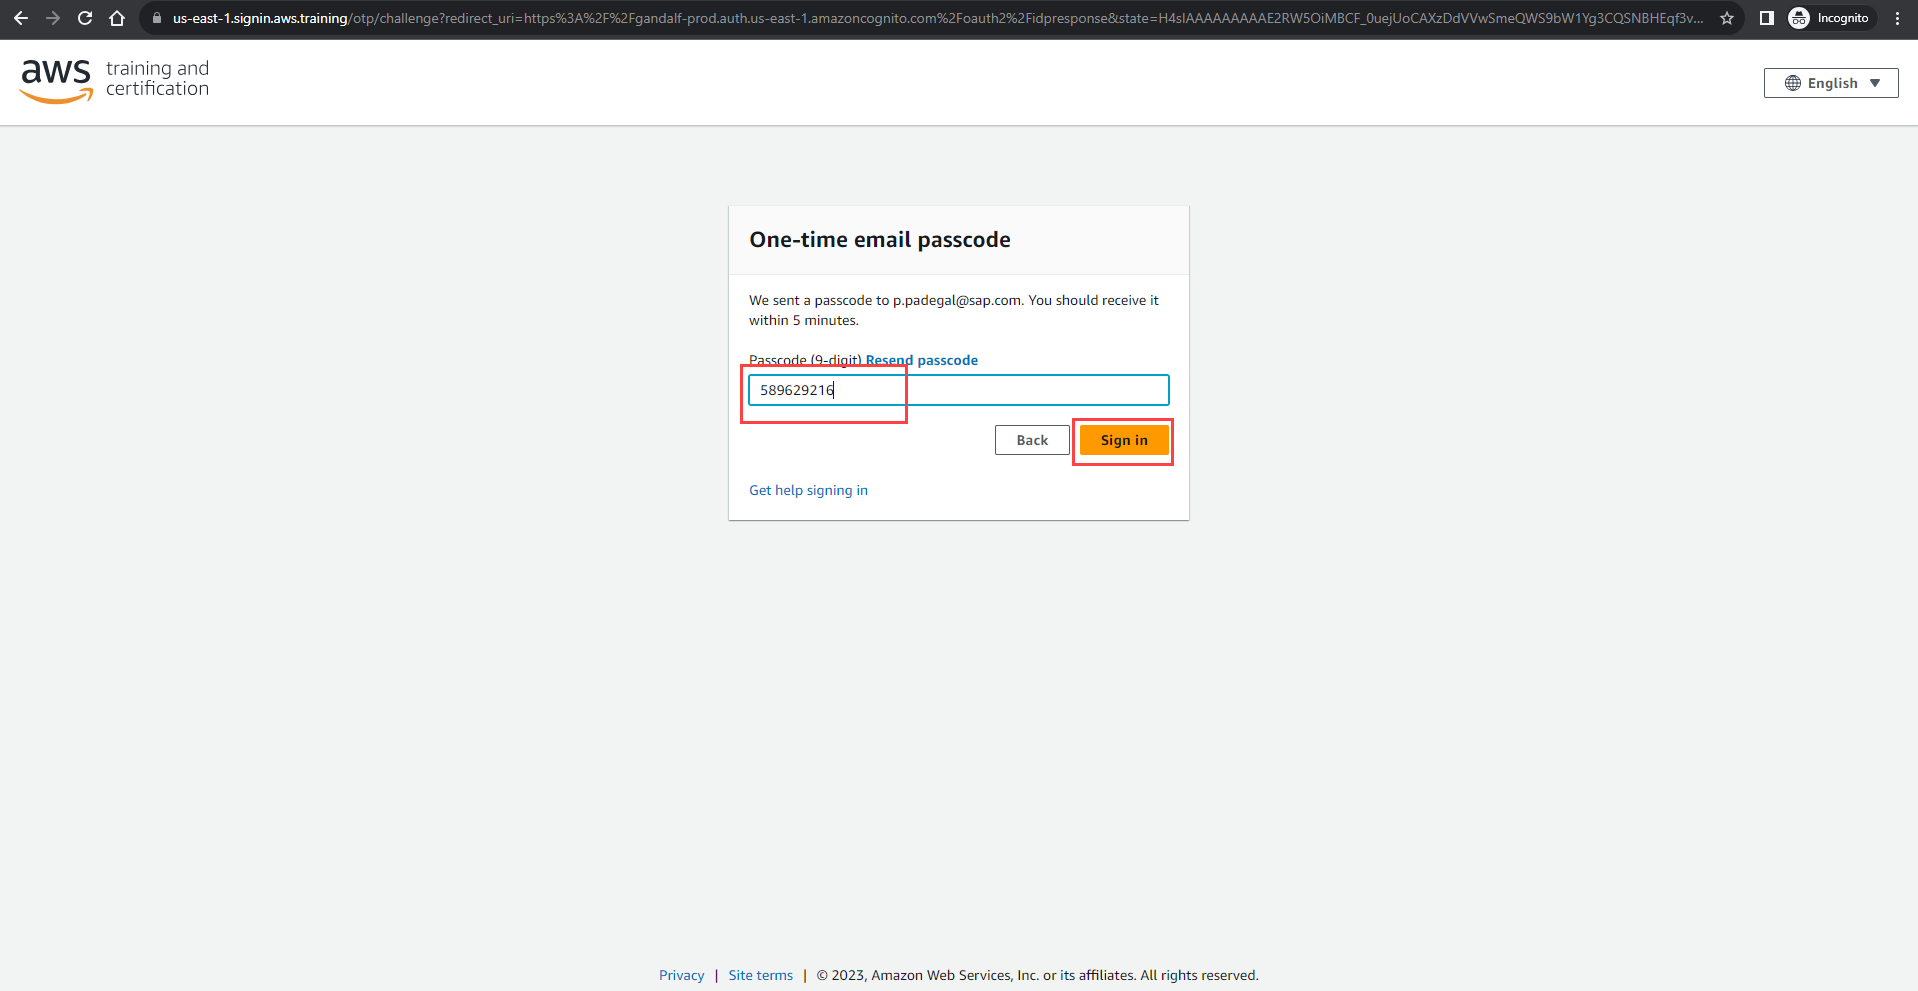 us-east-1.signin.aws.training/otp/challenge?redirect_uri=https%3A%2F%2Fgandalf-prod.auth.us-east-1.amazoncognito.com%2Foauth2%2Fidpresponse&state=H4sIAAAAAAAAAE2RW5OiMBCF_0uejUoCAXzDdVVwSmeQWS9bW1Yg3CQSNBHEqf3v...
Incognito
aws training and certification
English
One-time email passcode
We sent a passcode to p.padegal@sap.com. You should receive it
within 5 minutes.
Passcode (9-digit) Resend passcode
589629216
Back Sign in
Get help signing in
Privacy | Site terms | © 2023, Amazon Web Services, Inc. or its affiliates. All rights reserved.